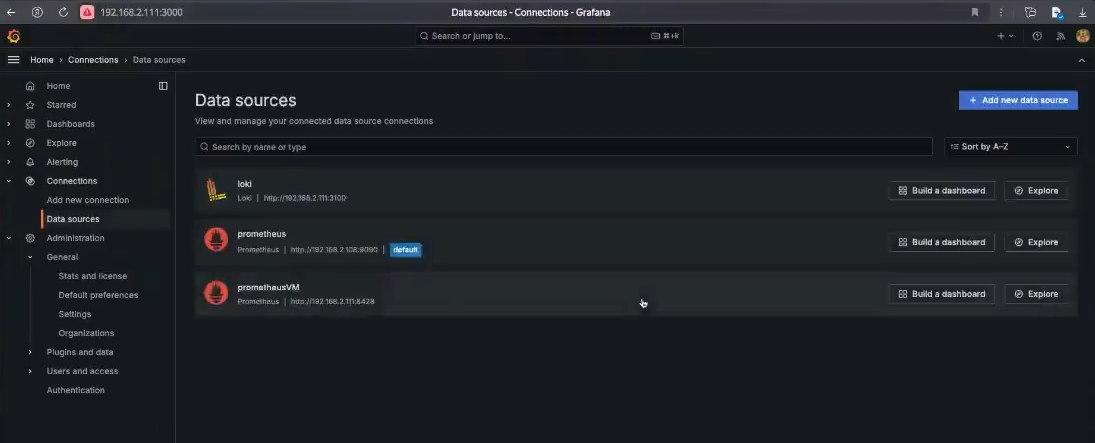 192.168.2.111:3000
Data sources - Connections - Grafana
Search or jump to... ⌘+k
Home › Connections › Data sources
Home
Starred
Dashboards
Explore
Alerting
Connections
Add new connection
Data sources
Administration
General
Stats and license
Default preferences
Settings
Organizations
Plugins and data
Users and access
Authentication
Data sources
+ Add new data source
View and manage your connected data source connections
Search by name or type
Sort by A–Z
loki
Loki | http://192.168.2.111:3100
Build a dashboard
Explore
prometheus
Prometheus | http://192.168.2.108:9090 | default
Build a dashboard
Explore
promethausVM
Prometheus | http://192.168.2.111:8428
Build a dashboard
Explore